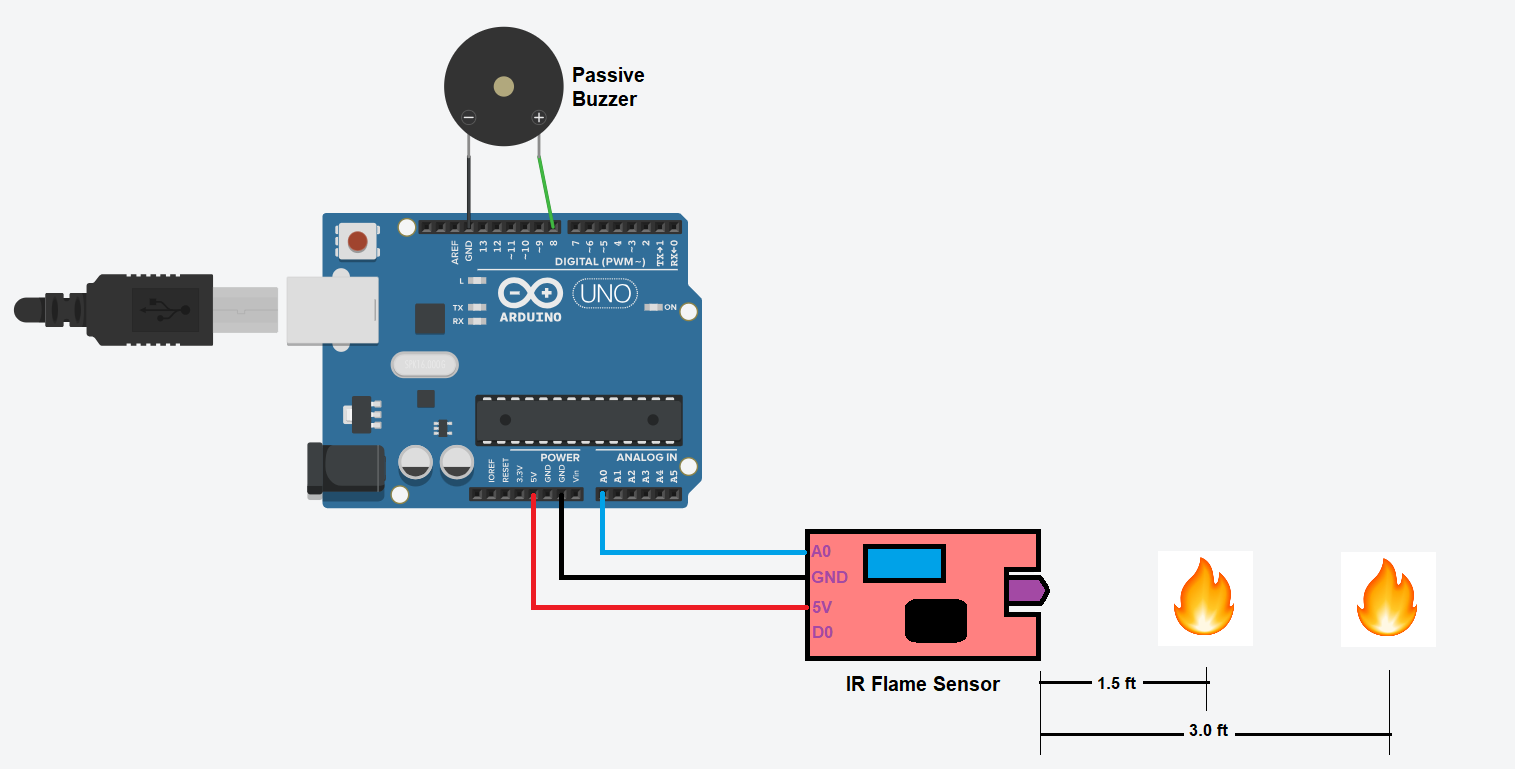 Passive
Buzzer
AREF
GND
13
12
~11
~10
~9
8
7
~6
~5
4
~3
2
TX→1
RX←0
DIGITAL (PWM~)
L
TX
RX
ARDUINO
UNO
ON
POWER
ANALOG IN
IOREF
RESET
3.3V
5V
GND
GND
Vin
A0
A1
A2
A3
A4
A5
A0
GND
5V
D0
IR Flame Sensor
1.5 ft
3.0 ft